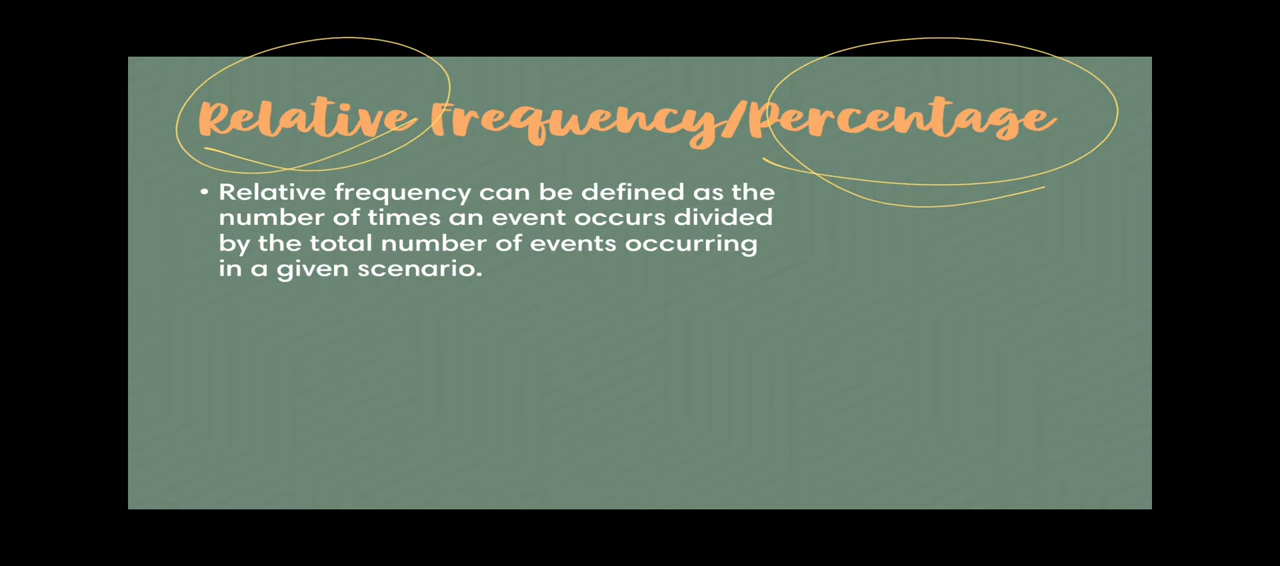 Relative Frequency/Percentage
• Relative frequency can be defined as the
number of times an event occurs divided
by the total number of events occurring
in a given scenario.